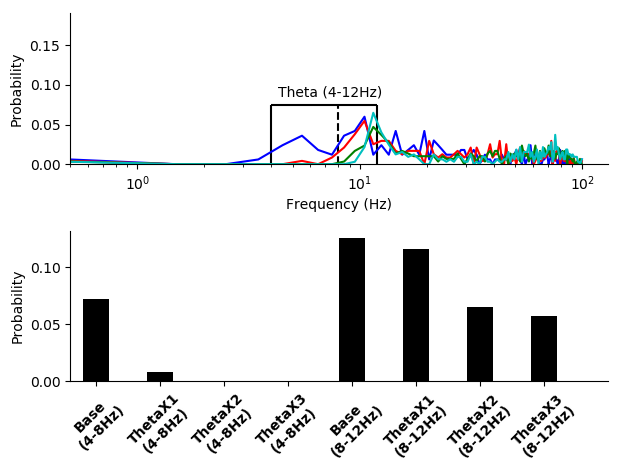 0.15
0.10
0.05
0.00
Probability
Theta (4-12Hz)
10⁰
10¹
10²
Frequency (Hz)
0.10
0.05
0.00
Probability
Base
(4-8Hz)
ThetaX1
(4-8Hz)
ThetaX2
(4-8Hz)
ThetaX3
(4-8Hz)
Base
(8-12Hz)
ThetaX1
(8-12Hz)
ThetaX2
(8-12Hz)
ThetaX3
(8-12Hz)